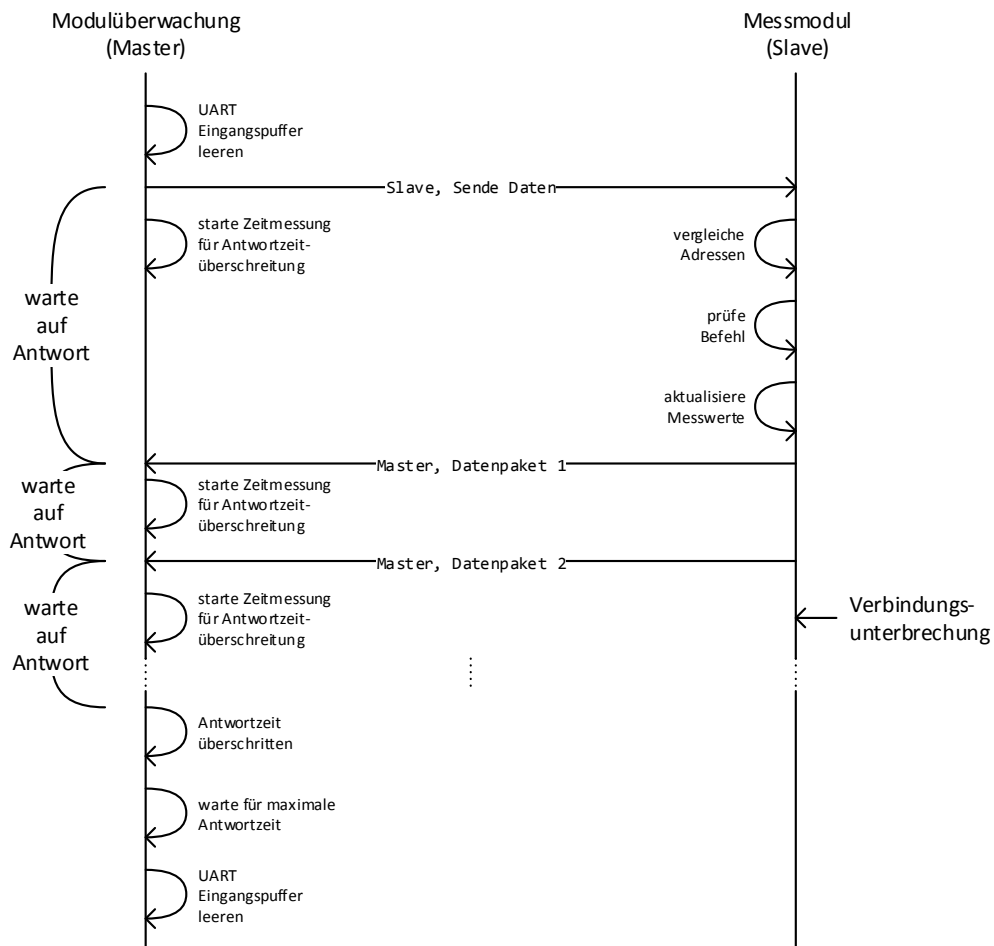 Modulüberwachung
(Master)
Messmodul
(Slave)
UART
Eingangspuffer
leeren
Slave, Sende Daten
starte Zeitmessung
für Antwortzeit-
überschreitung
vergleiche
Adressen
warte
auf
Antwort
prüfe
Befehl
aktualisiere
Messwerte
Master, Datenpaket 1
warte
auf
Antwort
starte Zeitmessung
für Antwortzeit-
überschreitung
Master, Datenpaket 2
warte
auf
Antwort
starte Zeitmessung
für Antwortzeit-
überschreitung
Verbindungs-
unterbrechung
Antwortzeit
überschritten
warte für maximale
Antwortzeit
UART
Eingangspuffer
leeren